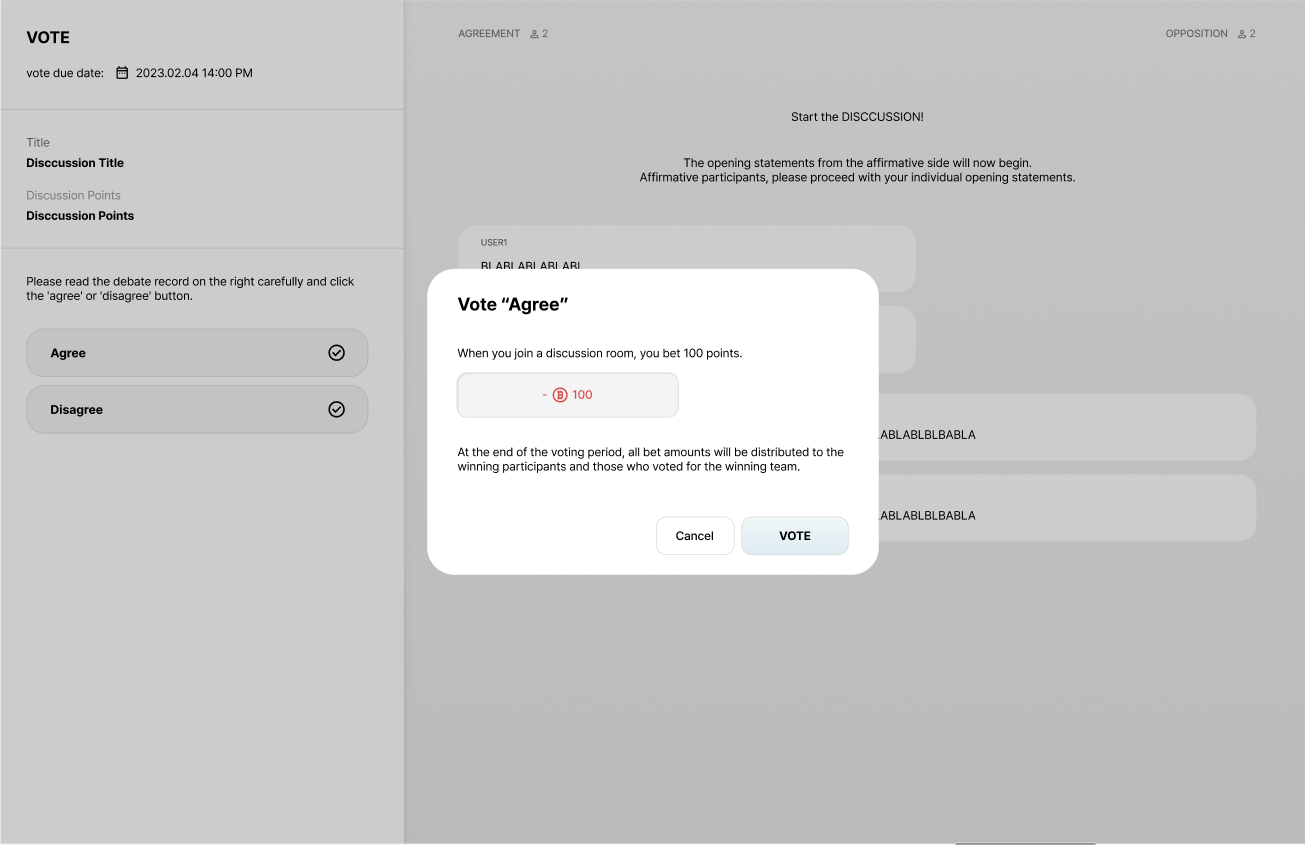 VOTE
vote due date: 2023.02.04 14:00 PM
Title
Disccussion Title
Discussion Points
Disccussion Points
Please read the debate record on the right carefully and click
the 'agree' or 'disagree' button.
Agree
Disagree
AGREEMENT 2
OPPOSITION 2
Start the DISCCUSSION!
The opening statements from the affirmative side will now begin.
Affirmative participants, please proceed with your individual opening statements.
USER1
BLABLABLABLABL
ABLABLBLBABLA
ABLABLBLBABLA
Vote “Agree”
When you join a discussion room, you bet 100 points.
- 100
At the end of the voting period, all bet amounts will be distributed to the
winning participants and those who voted for the winning team.
Cancel
VOTE